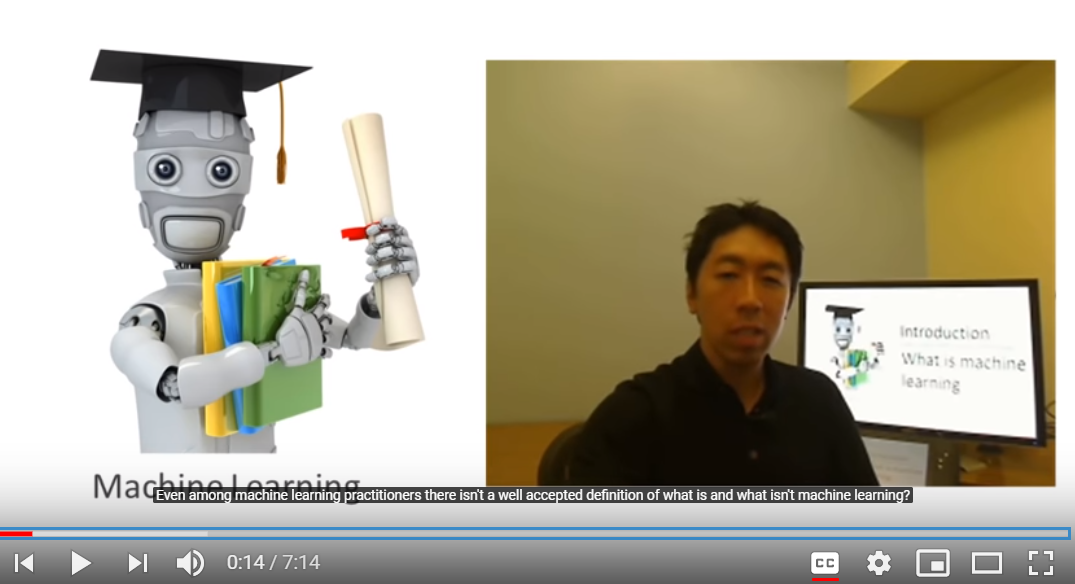 Introduction
What is machine
learning
Machine Learning
Even among machine learning practitioners there isn't a well accepted definition of what is and what isn't machine learning?
0:14 / 7:14
CC